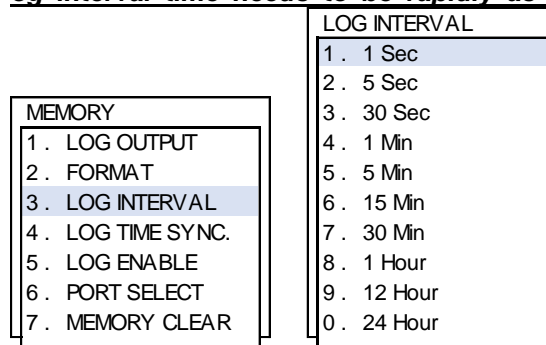 log interval time needs to be rapidly as
LOG INTERVAL
1 . 1 Sec
2 . 5 Sec
3 . 30 Sec
4 . 1 Min
5 . 5 Min
6 . 15 Min
7 . 30 Min
8 . 1 Hour
9 . 12 Hour
0 . 24 Hour
MEMORY
1 . LOG OUTPUT
2 . FORMAT
3 . LOG INTERVAL
4 . LOG TIME SYNC.
5 . LOG ENABLE
6 . PORT SELECT
7 . MEMORY CLEAR